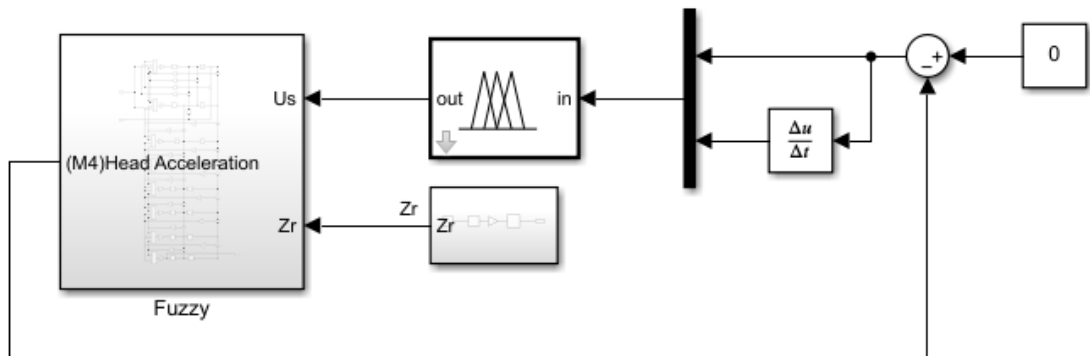 Us
out
in
0
− +
Δu
Δt
(M4)Head Acceleration
Zr
Zr
Zr
Fuzzy